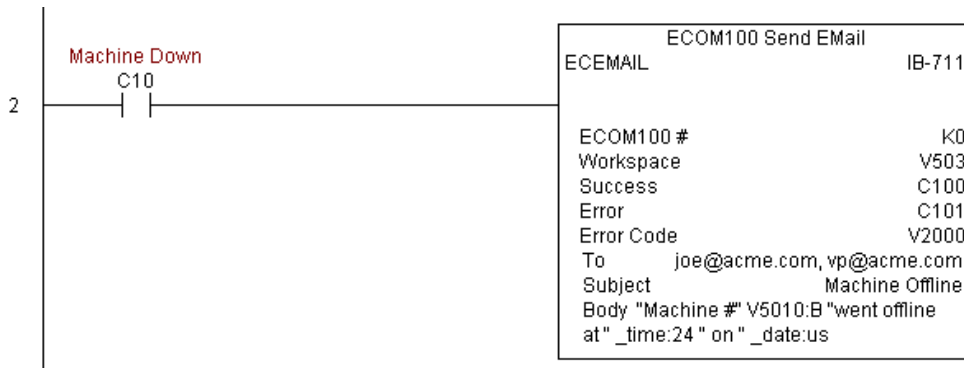 ECOM100 Send EMail
Machine Down
ECEMAIL IB-711
C10
2
ECOM100 # K0
Workspace V503
Success C100
Error C101
Error Code V2000
To joe@acme.com, vp@acme.com
Subject Machine Offline
Body "Machine #" V5010:B "went offline
at " _time:24 " on " _date:us